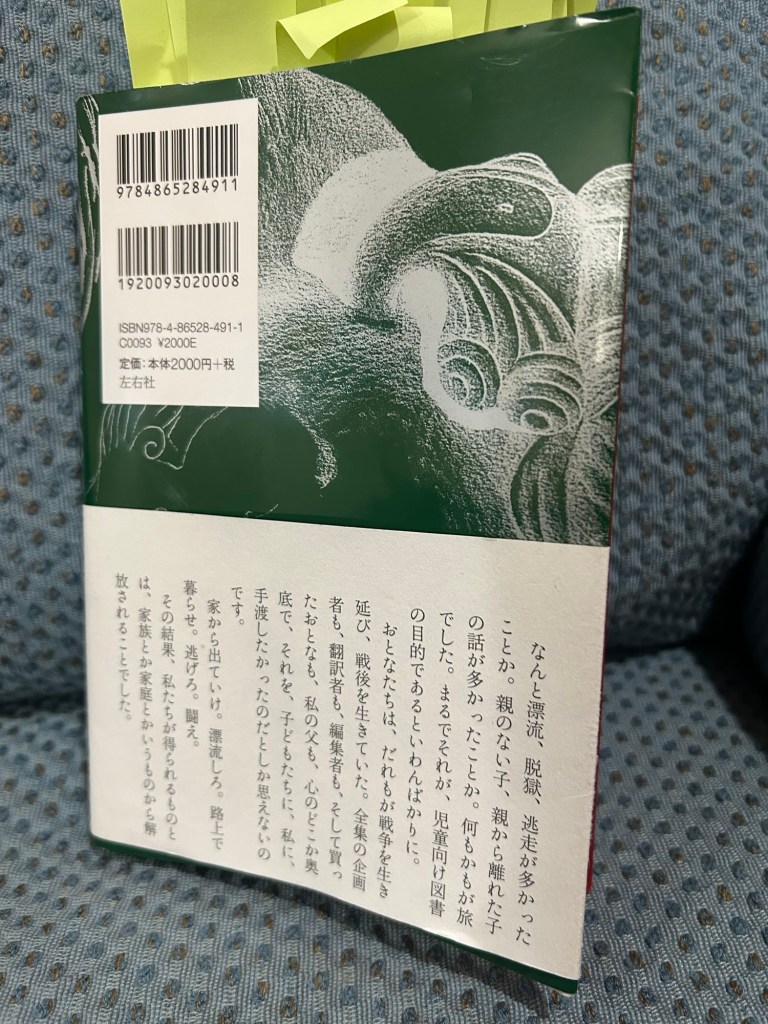 9784865284911
1920093020008
ISBN978-4-86528-491-1
C0093 ¥2000E
定価:本体2000円+税
左右社
なんと漂流、脱獄、逃走が多かった
ことか。親のない子、親から離れた子
の話が多かったことか。何もかもが旅
でした。まるでそれが、児童向け図書
の目的であるといわんばかりに。
おとなたちは、だれもが戦争を生き
延び、戦後を生きていた。全集の企画
者も、翻訳者も、編集者も、そして買っ
たおとなも、私の父も、心のどこか奥
底で、それを、子どもたちに、私に、
手渡したかったのだとしか思えないの
です。
家から出ていけ。漂流しろ。路上で
暮らせ。逃げろ。闘え。
その結果、私たちが得られるものと
は、家族とか家庭とかいうものから解
放されることでした。